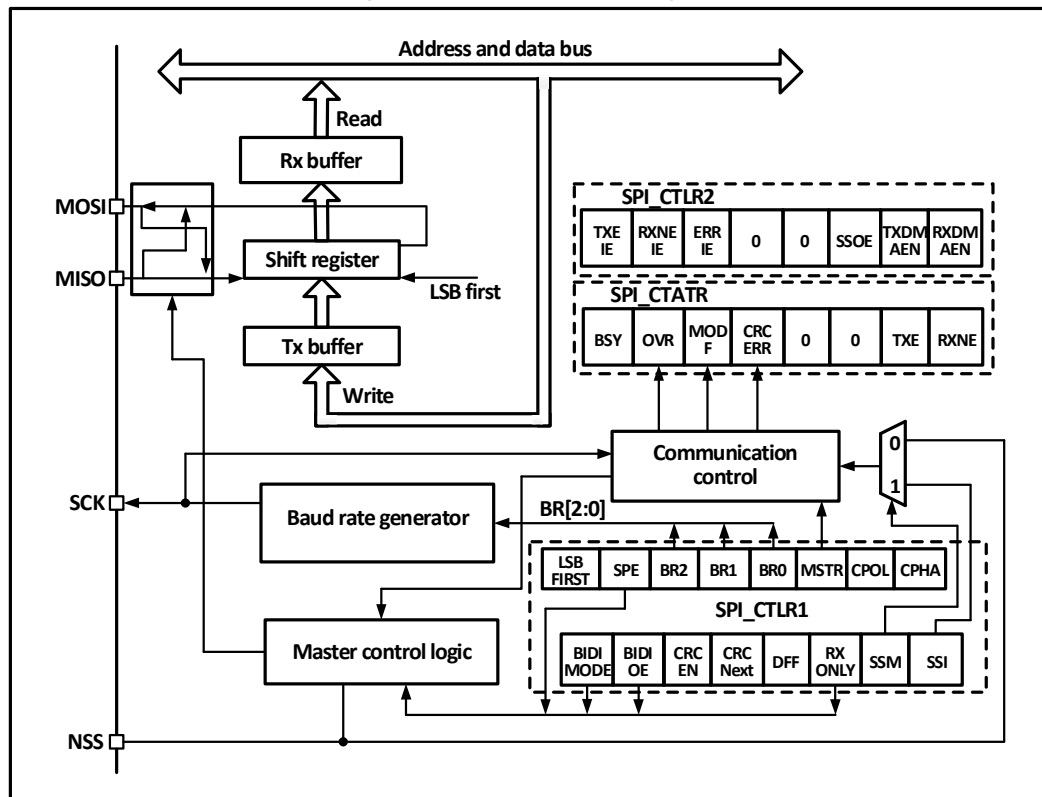 Address and data bus
Read
Rx buffer
MOSI
MISO
Shift register
LSB first
Tx buffer
Write
SPI_CTLR2
TXE
IE
RXNE
IE
ERR
IE
0
0
SSOE
TXDM
AEN
RXDM
AEN
SPI_CTATR
BSY
OVR
MOD
F
CRC
ERR
0
0
TXE
RXNE
Communication
control
0
1
SCK
Baud rate generator
BR[2:0]
LSB
FIRST
SPE
BR2
BR1
BR0
MSTR
CPOL
CPHA
SPI_CTLR1
Master control logic
BIDI
MODE
BIDI
OE
CRC
EN
CRC
Next
DFF
RX
ONLY
SSM
SSI
NSS